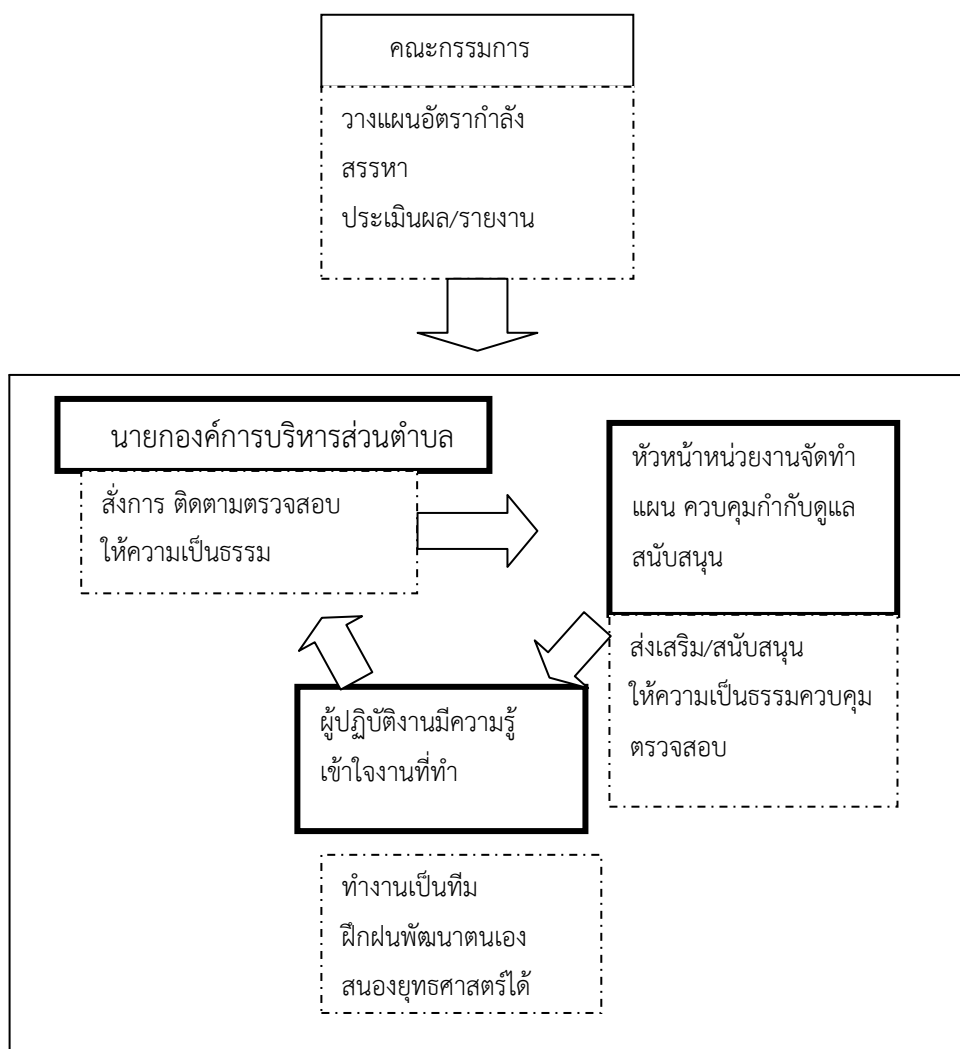 คณะกรรมการ
วางแผนอัตรากำลัง
สรรหา
ประเมินผล/รายงาน
นายกองค์การบริหารส่วนตำบล
สั่งการ ติดตามตรวจสอบ
ให้ความเป็นธรรม
หัวหน้าหน่วยงานจัดทำ
แผน ควบคุมกำกับดูแล
สนับสนุน
ส่งเสริม/สนับสนุน
ให้ความเป็นธรรมควบคุม
ตรวจสอบ
ผู้ปฏิบัติงานมีความรู้
เข้าใจงานที่ทำ
ทำงานเป็นทีม
ฝึกฝนพัฒนาตนเอง
สนองยุทธศาสตร์ได้